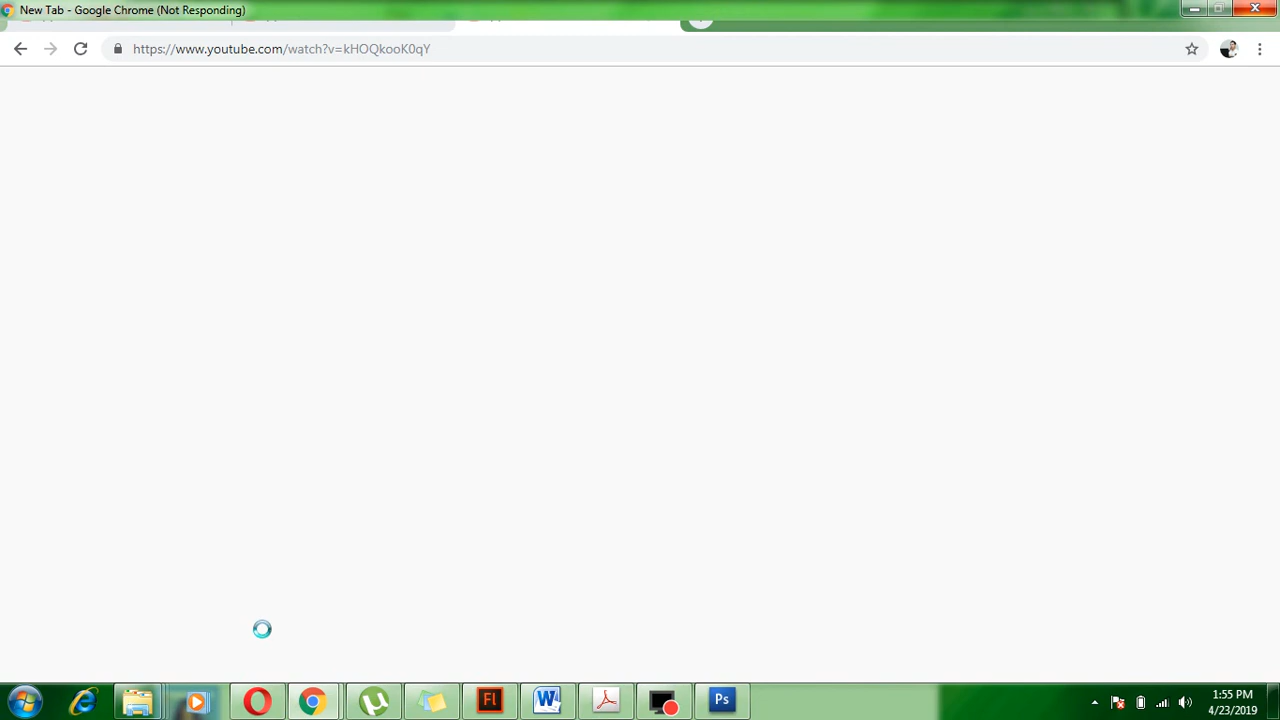 New Tab - Google Chrome (Not Responding)
https://www.youtube.com/watch?v=kHOQkooK0qY
Fl
W
Ps
1:55 PM
4/23/2019